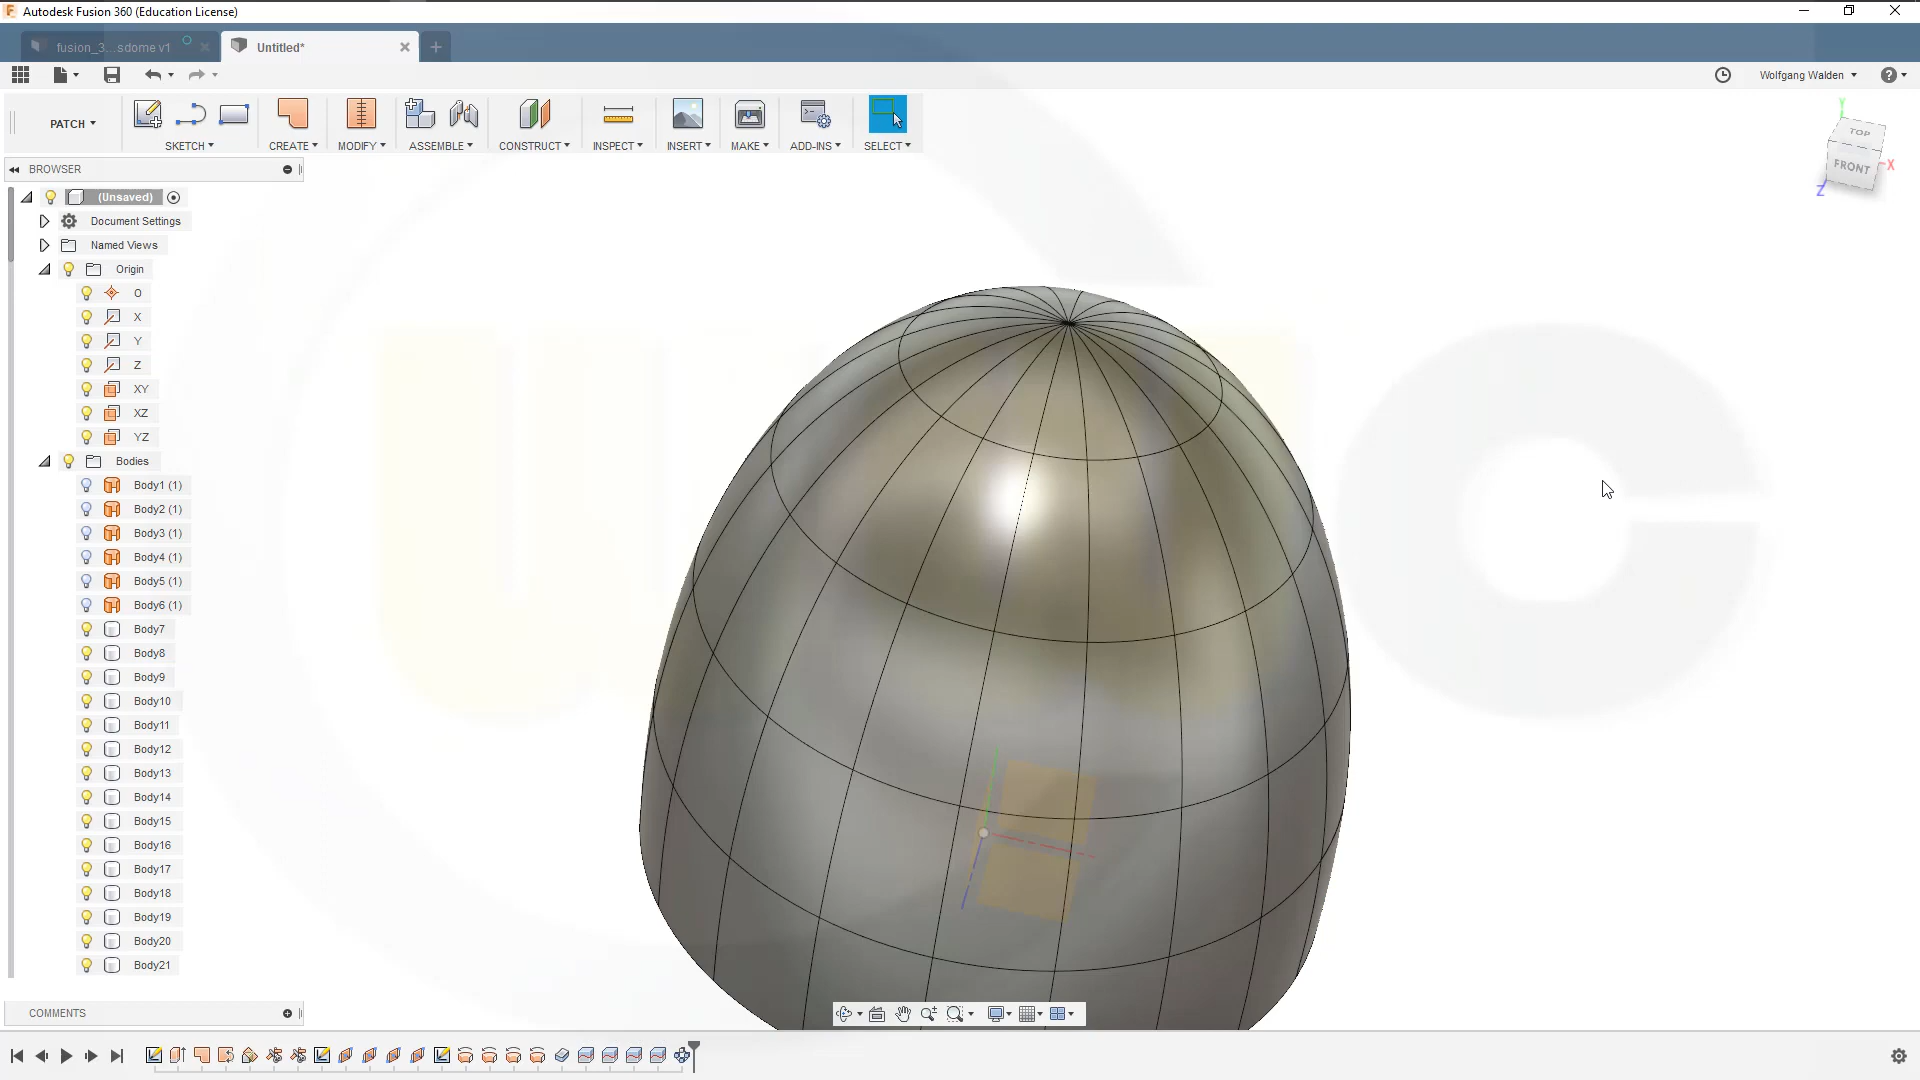 Autodesk Fusion 360 (Education License)
fusion_3...sdome v1
Untitled*
Wolfgang Walden
PATCH
SKETCH
CREATE
MODIFY
ASSEMBLE
CONSTRUCT
INSPECT
INSERT
MAKE
ADD-INS
SELECT
Y
TOP
FRONT
X
Z
BROWSER
(Unsaved)
Document Settings
Named Views
Origin
O
X
Y
Z
XY
XZ
YZ
Bodies
Body1 (1)
Body2 (1)
Body3 (1)
Body4 (1)
Body5 (1)
Body6 (1)
Body7
Body8
Body9
Body10
Body11
Body12
Body13
Body14
Body15
Body16
Body17
Body18
Body19
Body20
Body21
COMMENTS